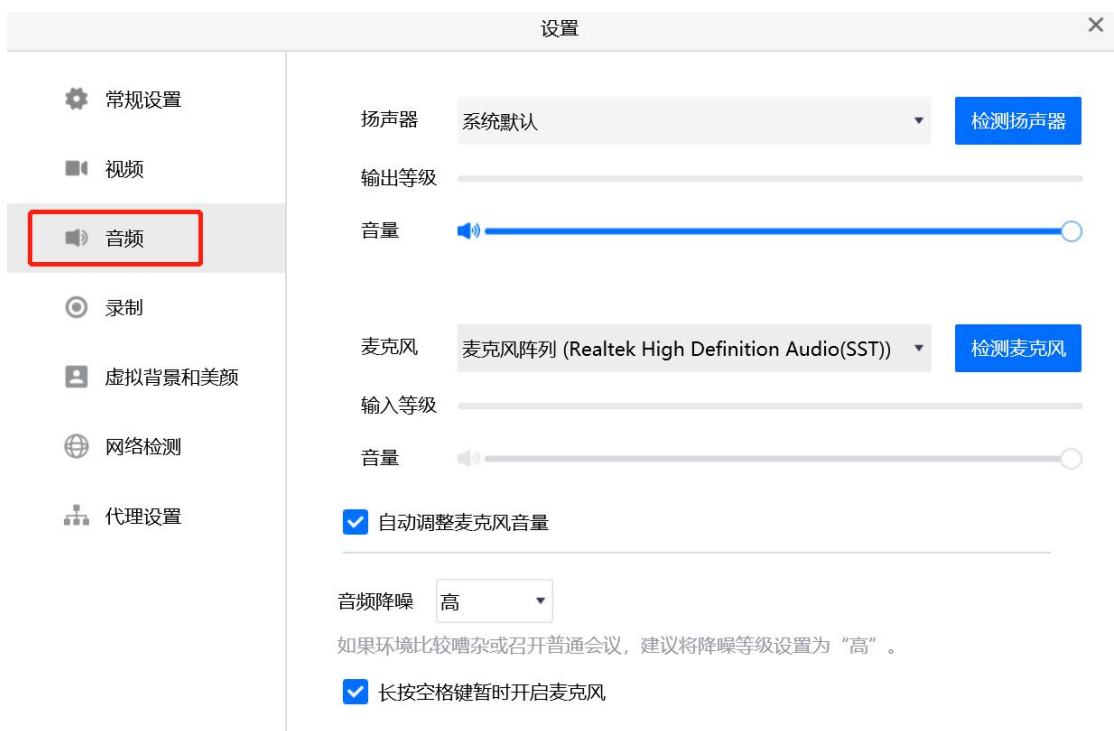 设置
常规设置
视频
音频
录制
虚拟背景和美颜
网络检测
代理设置
扬声器 系统默认 检测扬声器
输出等级
音量
麦克风 麦克风阵列 (Realtek High Definition Audio(SST)) 检测麦克风
输入等级
音量
自动调整麦克风音量
音频降噪 高
如果环境比较嘈杂或召开普通会议，建议将降噪等级设置为“高”。
长按空格键暂时开启麦克风